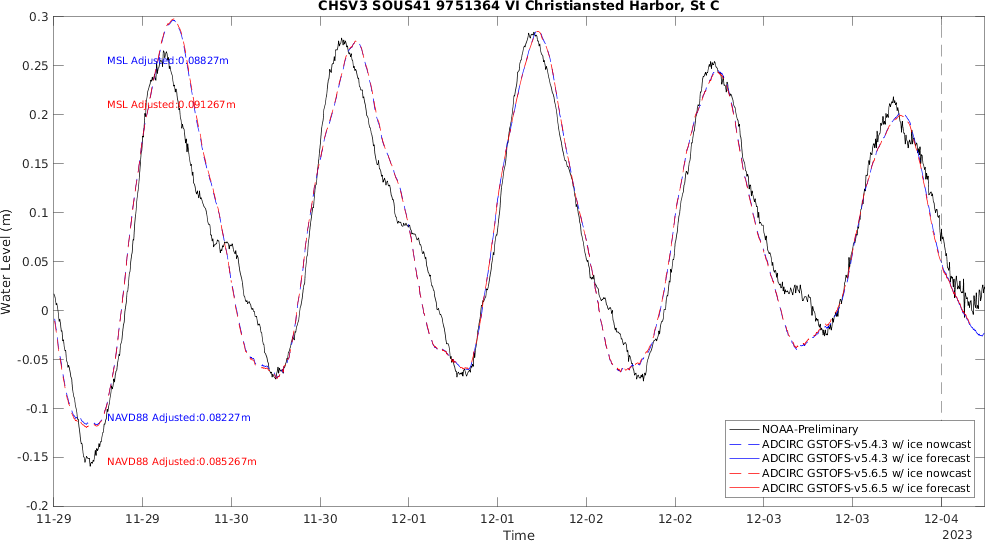 CHSV3 SOUS41 9751364 VI Christiansted Harbor, St C
0.3
0.25
0.2
0.15
0.1
0.05
0
-0.05
-0.1
-0.15
-0.2
Water Level (m)
MSL Adjusted:0.08827m
MSL Adjusted:0.091267m
NAVD88 Adjusted:0.08227m
NAVD88 Adjusted:0.085267m
NOAA-Preliminary
ADCIRC GSTOFS-v5.4.3 w/ ice nowcast
ADCIRC GSTOFS-v5.4.3 w/ ice forecast
ADCIRC GSTOFS-v5.6.5 w/ ice nowcast
ADCIRC GSTOFS-v5.6.5 w/ ice forecast
11-29 11-29 11-30 11-30 12-01 12-01 12-02 12-02 12-03 12-03 12-04
2023
Time